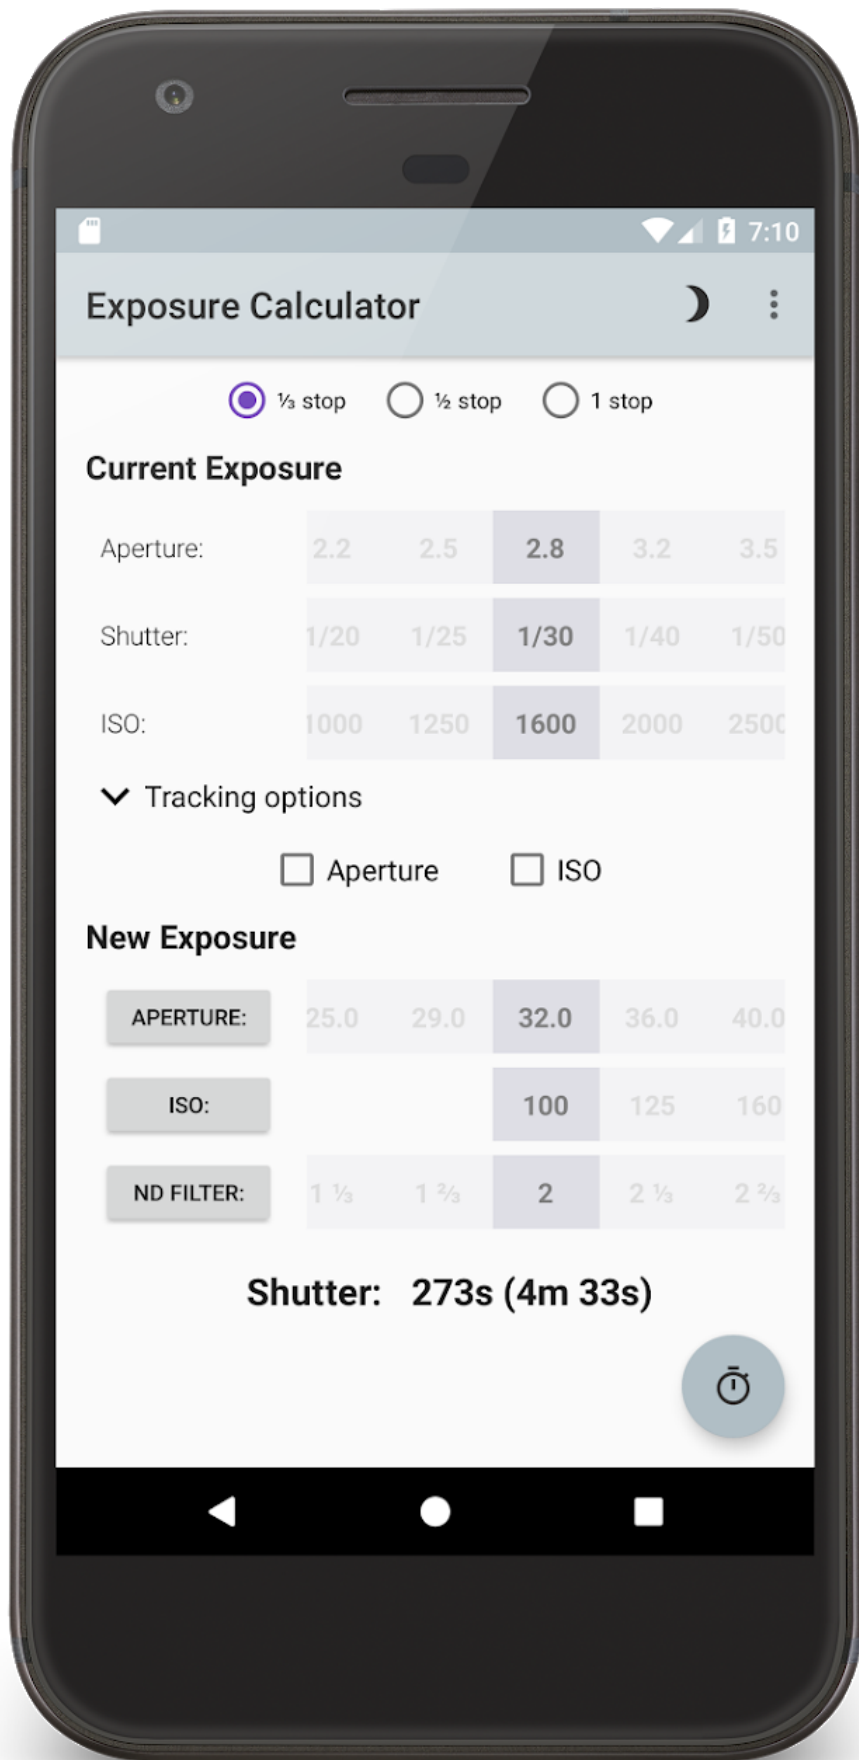 7:10
Exposure Calculator
⅓ stop ½ stop 1 stop
Current Exposure
Aperture: 2.2 2.5 2.8 3.2 3.5
Shutter: 1/20 1/25 1/30 1/40 1/50
ISO: 1000 1250 1600 2000 2500
Tracking options
Aperture ISO
New Exposure
APERTURE: 25.0 29.0 32.0 36.0 40.0
ISO: 100 125 160
ND FILTER: 1 ⅓ 1 ⅔ 2 2 ⅓ 2 ⅔
Shutter: 273s (4m 33s)